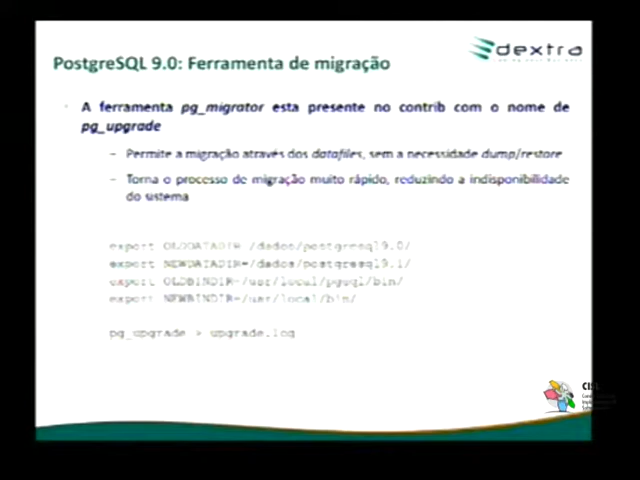 PostgreSQL 9.0: Ferramenta de migração
dextra
A ferramenta pg_migrator esta presente no contrib com o nome de
pg_upgrade
– Permite a migração através dos datafiles, sem a necessidade dump/restore
– Torna o processo de migração muito rápido, reduzindo a indisponibilidade
do sistema
export OLDDATADIR=/dados/postgresql9.0/
export NEWDATADIR=/dados/postgresql9.1/
export OLDBINDIR=/usr/local/pgsql/bin/
export NEWBINDIR=/usr/local/bin/
pg_upgrade > upgrade.log